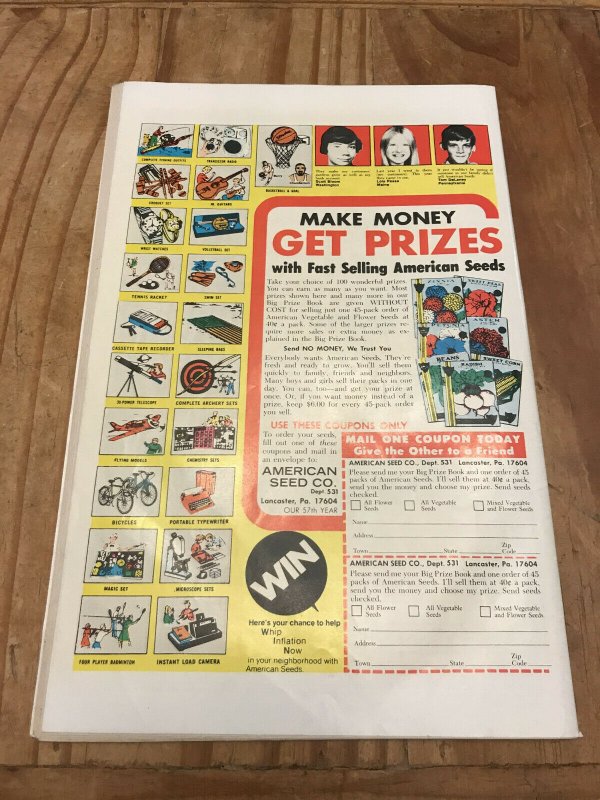 COMPLETE FISHING OUTFITS
TRANSISTOR RADIO
BASKETBALL & GOAL
CROQUET SET
GUITARS
WRIST WATCHES
VOLLEYBALL SET
TENNIS RACKET
SWIM SET
CASSETTE TAPE RECORDER
SLEEPING BAGS
30-POWER TELESCOPE
COMPLETE ARCHERY SETS
FLYING MODELS
CHEMISTRY SETS
BICYCLES
PORTABLE TYPEWRITER
MAGIC SET
MICROSCOPE SETS
FOUR PLAYER BADMINTON
INSTANT LOAD CAMERA
Washington
Maine
Pennsylvania
MAKE MONEY
GET PRIZES
with Fast Selling American Seeds
Take your choice of 100 wonderful prizes.
You can earn as many as you want. Most
prizes shown here and many more in our
Big Prize Book are given WITHOUT
COST for selling just one 45-pack order of
American Vegetable and Flower Seeds at
40¢ a pack. Some of the larger prizes re-
quire more sales or extra money as ex-
plained in the Big Prize Book.
Send NO MONEY, We Trust You
Everybody wants American Seeds. They're
fresh and ready to grow. You'll sell them
quickly to family, friends and neighbors.
Many boys and girls sell their packs in one
day. You can, too—and get your prize at
once. Or, if you want money instead of a
prize, keep $6.00 for every 45-pack order
you sell.
ZINNIA
SWEET PEAS
ASTER
BEANS
RADISH
SWEET CORN
USE THESE COUPONS ONLY
To order your seeds,
fill out one of these
coupons and mail in
an envelope to:
AMERICAN
SEED CO.
Dept. 531
Lancaster, Pa. 17604
OUR 57th YEAR
MAIL ONE COUPON TODAY
Give the Other to a Friend
AMERICAN SEED CO., Dept. 531 Lancaster, Pa. 17604
Please send me your Big Prize Book and one order of 45
packs of American Seeds. I'll sell them at 40¢ a pack,
send you the money and choose my prize. Send seeds
checked.
All Flower Seeds
All Vegetable Seeds
Mixed Vegetable and Flower Seeds
Name
Address
Town State Zip Code
AMERICAN SEED CO., Dept. 531 Lancaster, Pa. 17604
Please send me your Big Prize Book and one order of 45
packs of American Seeds. I'll sell them at 40¢ a pack,
send you the money and choose my prize. Send seeds
checked.
All Flower Seeds
All Vegetable Seeds
Mixed Vegetable and Flower Seeds
Name
Address
Town State Zip Code
WIN
Here's your chance to help
Whip
Inflation
Now
in your neighborhood with
American Seeds.